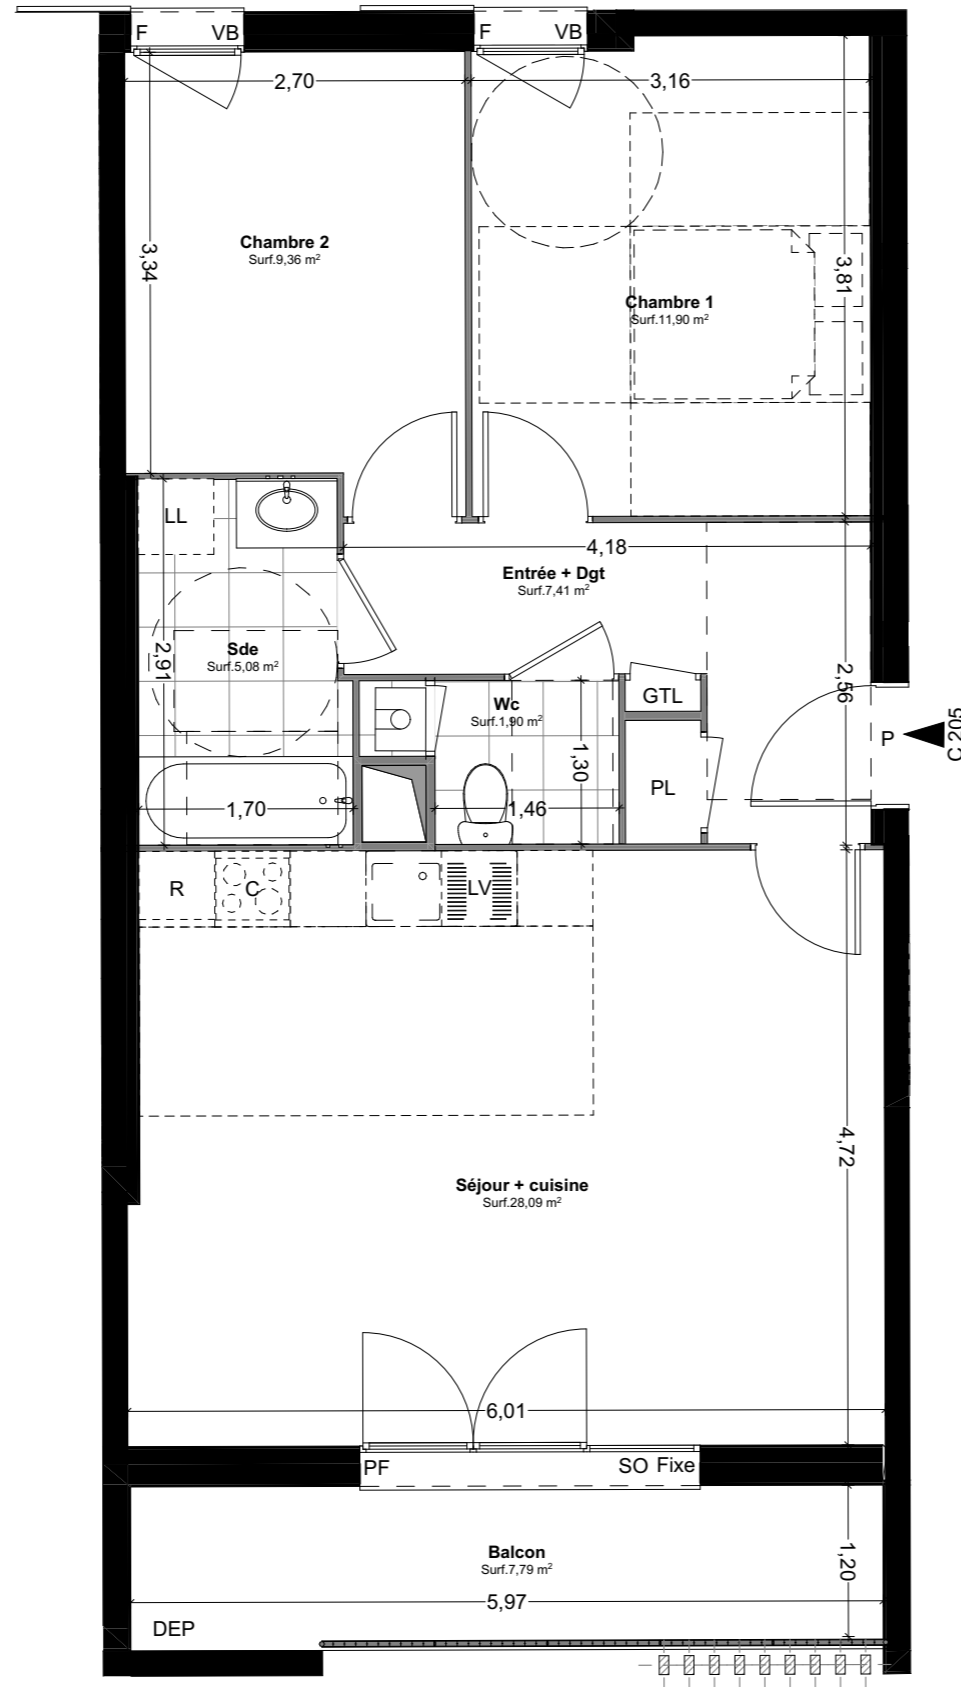 F VB
F VB
2,70
3,16
3,34
Chambre 2
Surf.9,36 m²
3,81
Chambre 1
Surf.11,90 m²
LL
4,18
Entrée + Dgt
Surf.7,41 m²
2,91
Sde
Surf.5,08 m²
2,56
GTL
Wc
Surf.1,90 m²
1,30
P
C205
PL
1,70
1,46
R
C
LV
4,72
Séjour + cuisine
Surf.28,09 m²
6,01
PF
SO Fixe
Balcon
Surf.7,79 m²
1,20
5,97
DEP